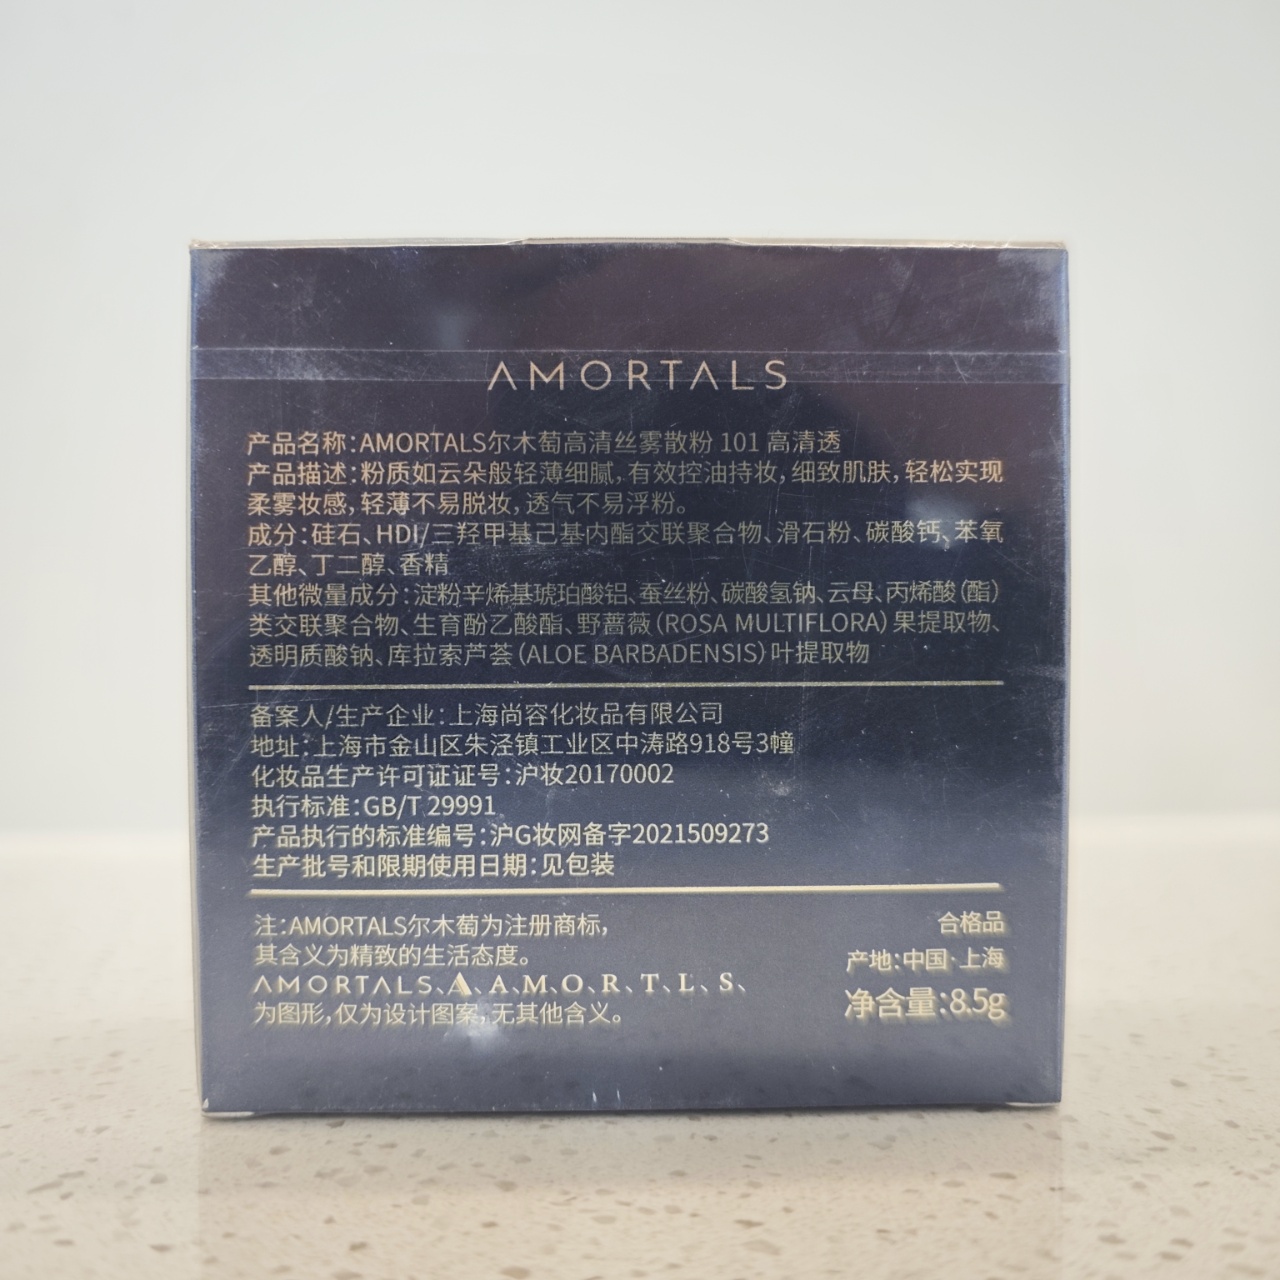 AMORTALS
产品名称:AMORTALS尔木萄高清丝雾散粉 101 高清透
产品描述:粉质如云朵般轻薄细腻,有效控油持妆,细致肌肤,轻松实现
柔雾妆感,轻薄不易脱妆,透气不易浮粉。
成分:硅石、HDI/三羟甲基己基内酯交联聚合物、滑石粉、碳酸钙、苯氧
乙醇、丁二醇、香精
其他微量成分:淀粉辛烯基琥珀酸铝、蚕丝粉、碳酸氢钠、云母、丙烯酸(酯)
类交联聚合物、生育酚乙酸酯、野蔷薇(ROSA MULTIFLORA)果提取物、
透明质酸钠、库拉索芦荟(ALOE BARBADENSIS)叶提取物
备案人/生产企业:上海尚容化妆品有限公司
地址:上海市金山区朱泾镇工业区中涛路918号3幢
化妆品生产许可证证号:沪妆20170002
执行标准:GB/T 29991
产品执行的标准编号:沪G妆网备字2021509273
生产批号和限期使用日期:见包装
注:AMORTALS尔木萄为注册商标,
其含义为精致的生活态度。
AMORTALS、A、A、M、O、R、T、L、S、
为图形,仅为设计图案,无其他含义。
合格品
产地:中国·上海
净含量:8.5g